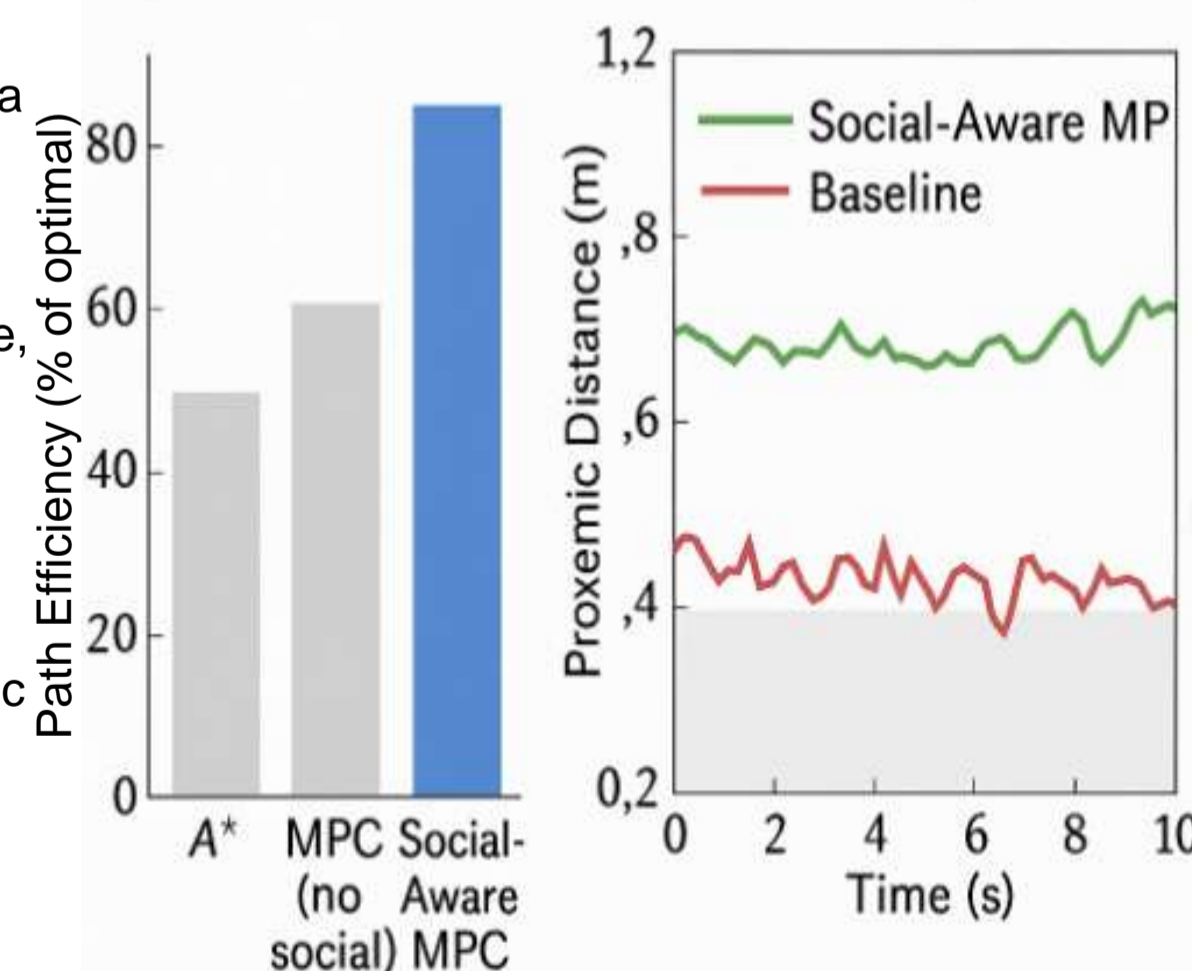 a
e,
c
Path Efficiency (% of optimal)
80
60
40
20
0
A*
MPC
(no
social)
Social-
Aware
MPC
Proxemic Distance (m)
1,2
,8
,6
,4
0,2
Social-Aware MP
Baseline
0 2 4 6 8 10
Time (s)